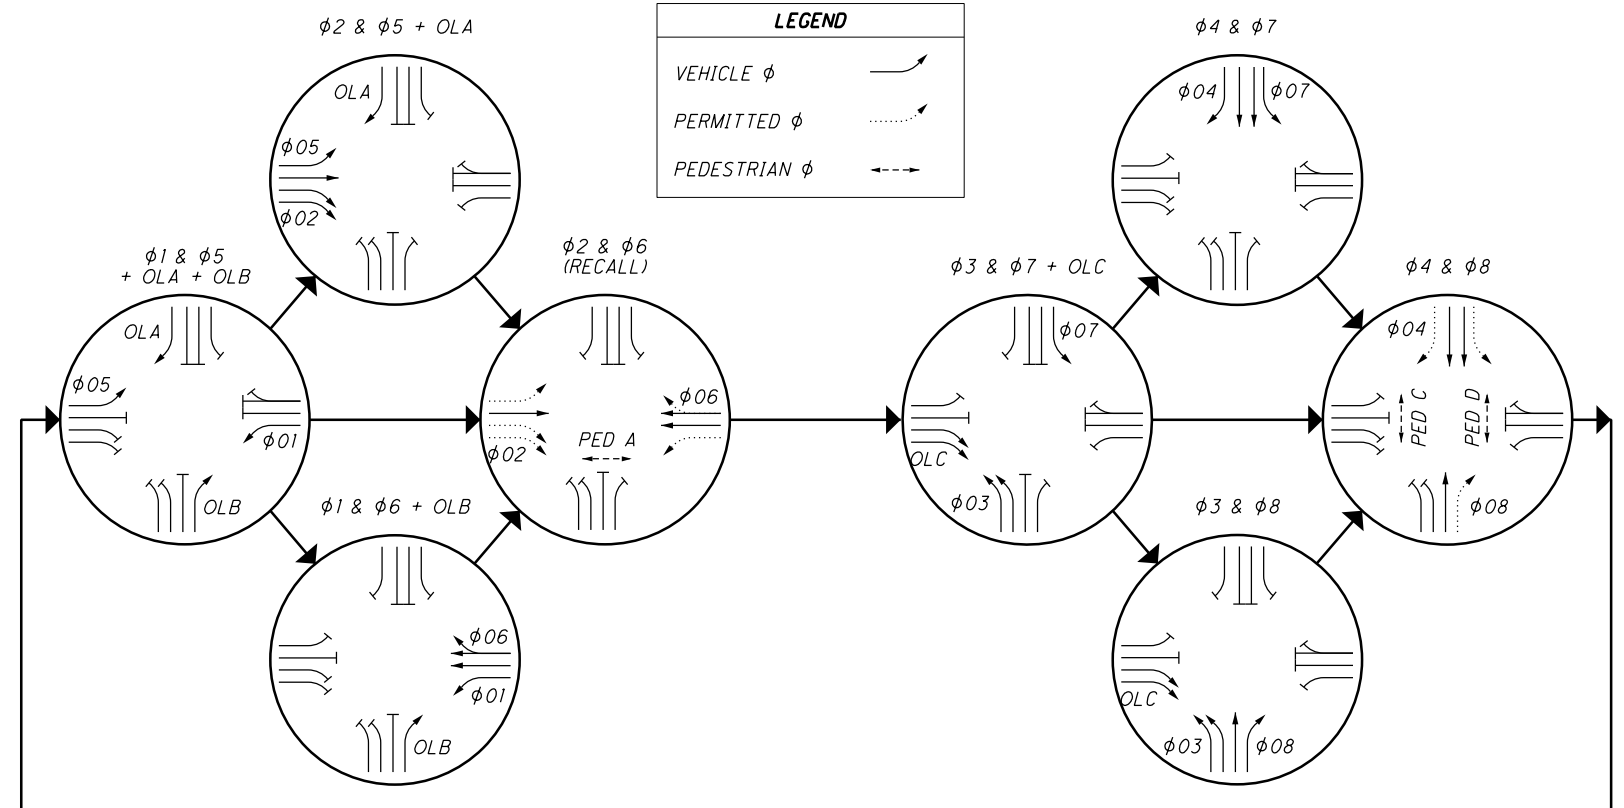 LEGEND
VEHICLE ϕ
PERMITTED ϕ
PEDESTRIAN ϕ
ϕ2 & ϕ5 + OLA
OLA
ϕ05
ϕ02
ϕ1 & ϕ5
+ OLA + OLB
OLA
ϕ05
ϕ01
OLB
ϕ2 & ϕ6
(RECALL)
ϕ06
PED A
ϕ02
ϕ1 & ϕ6 + OLB
ϕ06
ϕ01
OLB
ϕ4 & ϕ7
ϕ04
ϕ07
ϕ3 & ϕ7 + OLC
ϕ07
OLC
ϕ03
ϕ4 & ϕ8
ϕ04
PED C
PED D
ϕ08
ϕ3 & ϕ8
OLC
ϕ03
ϕ08